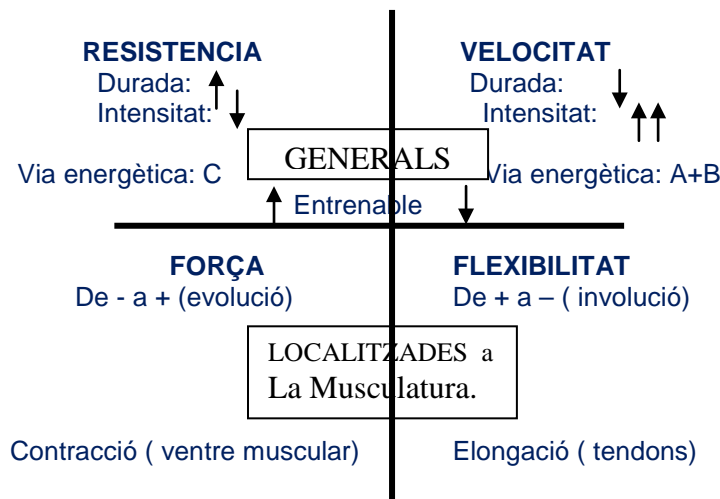 RESISTENCIA
Durada:
Intensitat:
Via energètica: C
VELOCITAT
Durada:
Intensitat:
Via energètica: A+B
GENERALS
Entrenable
FORÇA
De - a + (evolució)
FLEXIBILITAT
De + a – ( involució)
LOCALITZADES a
La Musculatura.
Contracció ( ventre muscular)
Elongació ( tendons)